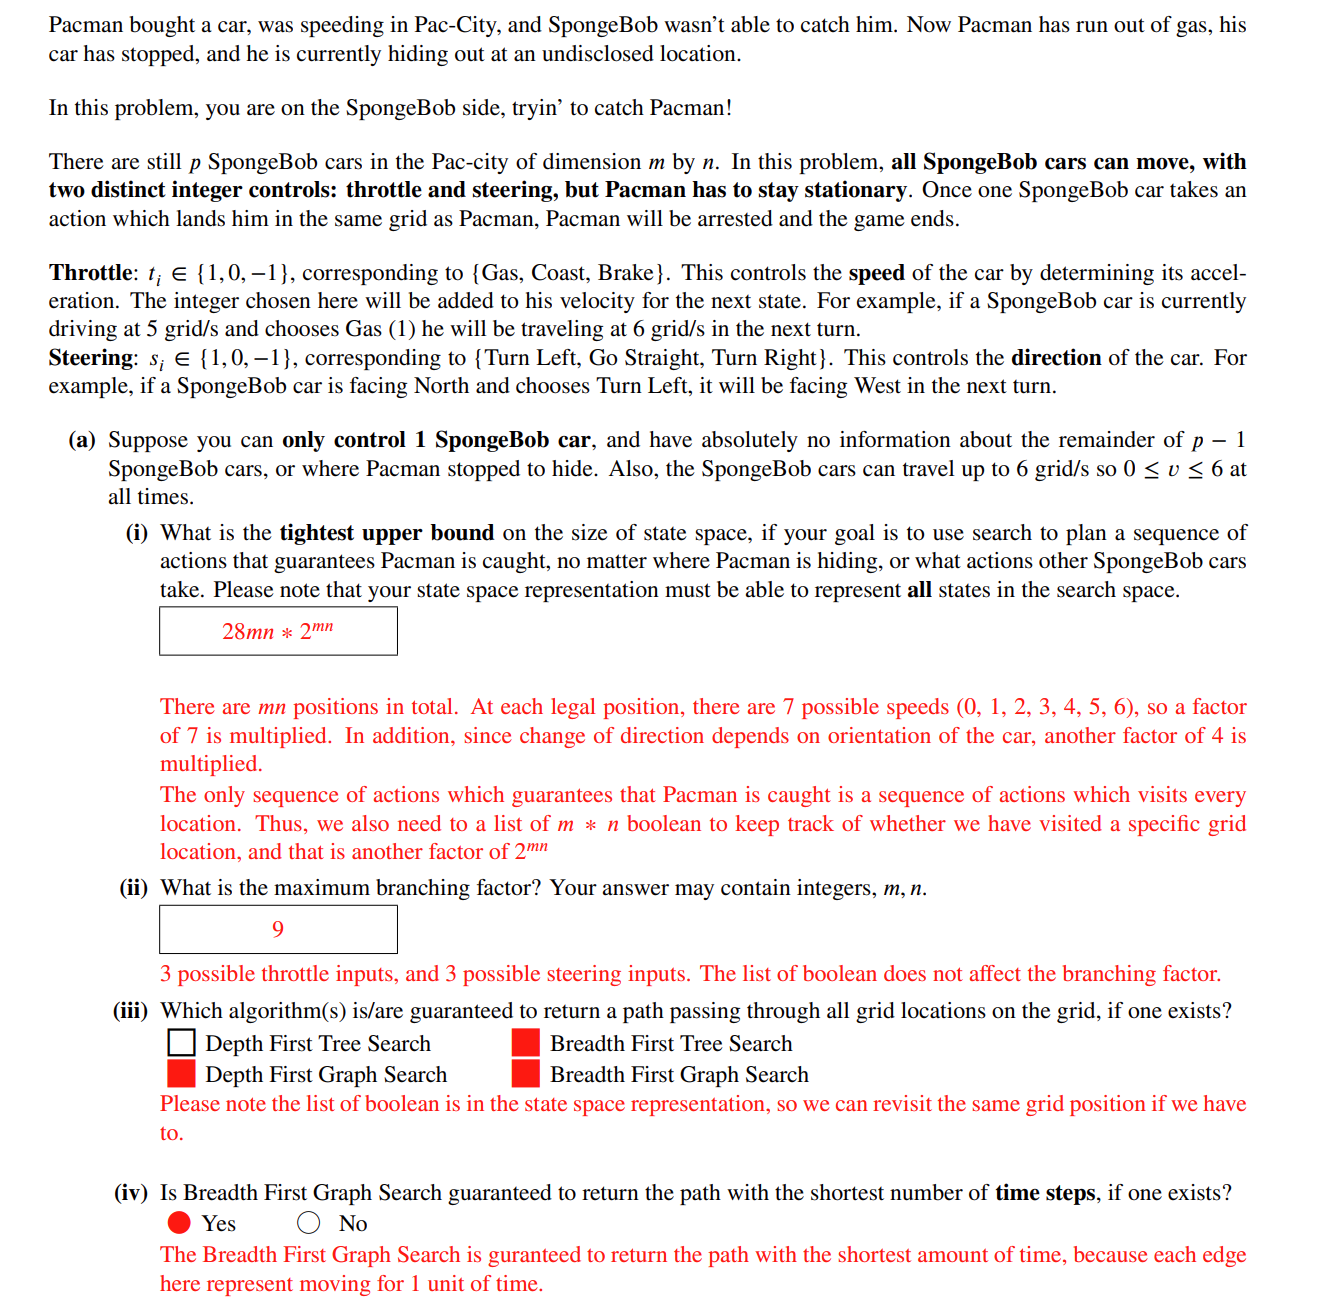 Pacman bought a car, was speeding in Pac-City, and SpongeBob wasn't able to catch him. Now Pacman has run out of gas, his
car has stopped, and he is currently hiding out at an undisclosed location.
In this problem, you are on the SpongeBob side, tryin' to catch Pacman!
There are still p SpongeBob cars in the Pac-city of dimension m by n. In this problem, all SpongeBob cars can move, with
two distinct integer controls: throttle and steering, but Pacman has to stay stationary. Once one SpongeBob car takes an
action which lands him in the same grid as Pacman, Pacman will be arrested and the game ends.
Throttle: tᵢ ∈ {1,0,−1}, corresponding to {Gas, Coast, Brake}. This controls the speed of the car by determining its accel-
eration. The integer chosen here will be added to his velocity for the next state. For example, if a SpongeBob car is currently
driving at 5 grid/s and chooses Gas (1) he will be traveling at 6 grid/s in the next turn.
Steering: sᵢ ∈ {1,0,−1}, corresponding to {Turn Left, Go Straight, Turn Right}. This controls the direction of the car. For
example, if a SpongeBob car is facing North and chooses Turn Left, it will be facing West in the next turn.
(a) Suppose you can only control 1 SpongeBob car, and have absolutely no information about the remainder of p − 1
SpongeBob cars, or where Pacman stopped to hide. Also, the SpongeBob cars can travel up to 6 grid/s so 0 ≤ v ≤ 6 at
all times.
(i) What is the tightest upper bound on the size of state space, if your goal is to use search to plan a sequence of
actions that guarantees Pacman is caught, no matter where Pacman is hiding, or what actions other SpongeBob cars
take. Please note that your state space representation must be able to represent all states in the search space.
28mn ∗ 2ᵐⁿ
There are mn positions in total. At each legal position, there are 7 possible speeds (0, 1, 2, 3, 4, 5, 6), so a factor
of 7 is multiplied. In addition, since change of direction depends on orientation of the car, another factor of 4 is
multiplied.
The only sequence of actions which guarantees that Pacman is caught is a sequence of actions which visits every
location. Thus, we also need to a list of m ∗ n boolean to keep track of whether we have visited a specific grid
location, and that is another factor of 2ᵐⁿ
(ii) What is the maximum branching factor? Your answer may contain integers, m, n.
9
3 possible throttle inputs, and 3 possible steering inputs. The list of boolean does not affect the branching factor.
(iii) Which algorithm(s) is/are guaranteed to return a path passing through all grid locations on the grid, if one exists?
Depth First Tree Search Breadth First Tree Search
Depth First Graph Search Breadth First Graph Search
Please note the list of boolean is in the state space representation, so we can revisit the same grid position if we have
to.
(iv) Is Breadth First Graph Search guaranteed to return the path with the shortest number of time steps, if one exists?
Yes No
The Breadth First Graph Search is guranteed to return the path with the shortest amount of time, because each edge
here represent moving for 1 unit of time.